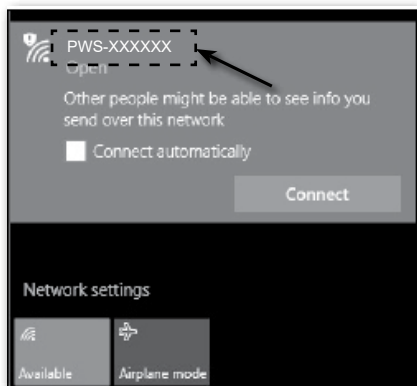 PWS-XXXXXX
Open
Other people might be able to see info you
send over this network
Connect automatically
Connect
Network settings
Available
Airplane mode